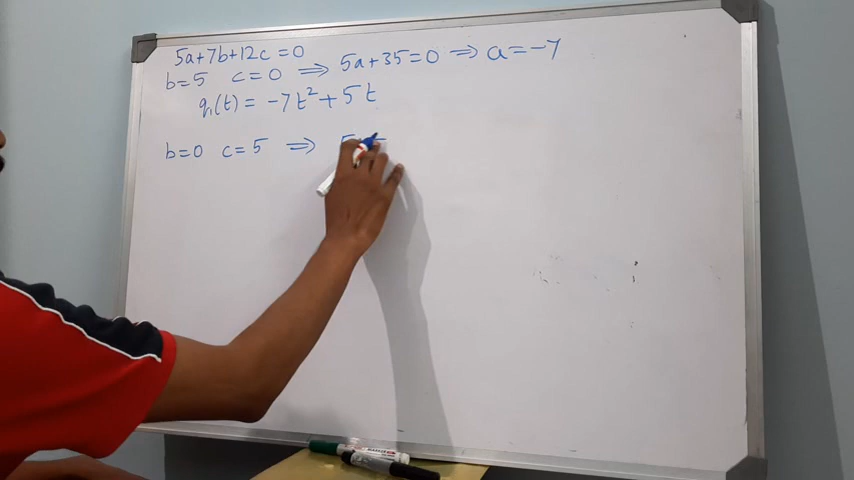 5a+7b+12c=0
b=5 c=0 ⟹ 5a+35=0 ⟹ a=-7
q₁(t) = -7t²+5t
b=0 c=5 ⟹ 5